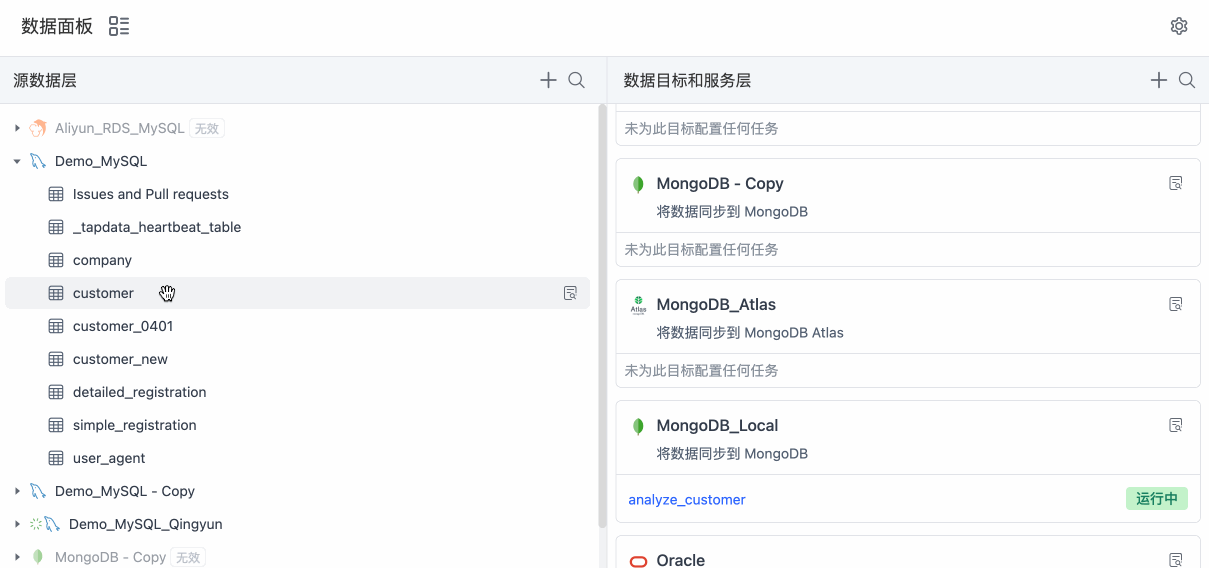 数据面板
源数据层
Aliyun_RDS_MySQL 无效
Demo_MySQL
Issues and Pull requests
_tapdata_heartbeat_table
company
customer
customer_0401
customer_new
detailed_registration
simple_registration
user_agent
Demo_MySQL - Copy
Demo_MySQL_Qingyun
MongoDB - Copy 无效
数据目标和服务层
未为此目标配置任何任务
MongoDB - Copy
将数据同步到 MongoDB
未为此目标配置任何任务
Atlas
MongoDB_Atlas
将数据同步到 MongoDB Atlas
未为此目标配置任何任务
MongoDB_Local
将数据同步到 MongoDB
analyze_customer 运行中
Oracle